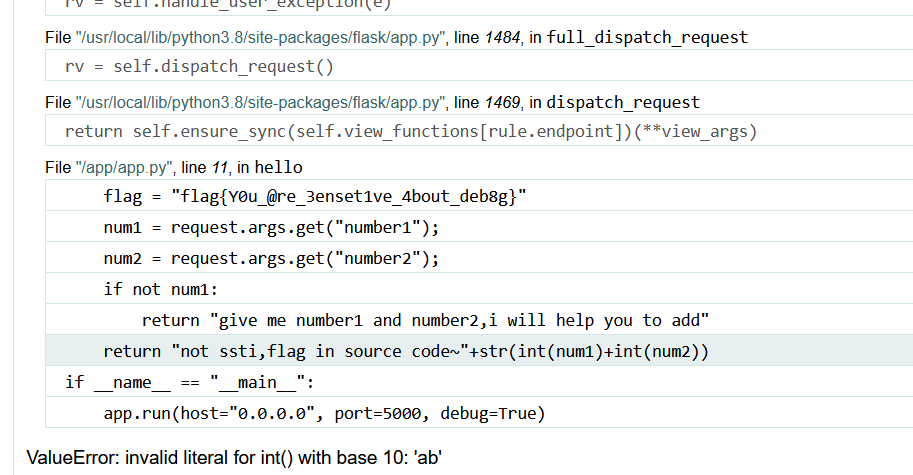 rv = self.handle_user_exception(e)
File "/usr/local/lib/python3.8/site-packages/flask/app.py", line 1484, in full_dispatch_request
rv = self.dispatch_request()
File "/usr/local/lib/python3.8/site-packages/flask/app.py", line 1469, in dispatch_request
return self.ensure_sync(self.view_functions[rule.endpoint])(**view_args)
File "/app/app.py", line 11, in hello
flag = "flag{Y0u_@re_3enset1ve_4bout_deb8g}"
num1 = request.args.get("number1");
num2 = request.args.get("number2");
if not num1:
return "give me number1 and number2,i will help you to add"
return "not ssti,flag in source code~"+str(int(num1)+int(num2))
if __name__ == "__main__":
app.run(host="0.0.0.0", port=5000, debug=True)
ValueError: invalid literal for int() with base 10: 'ab'